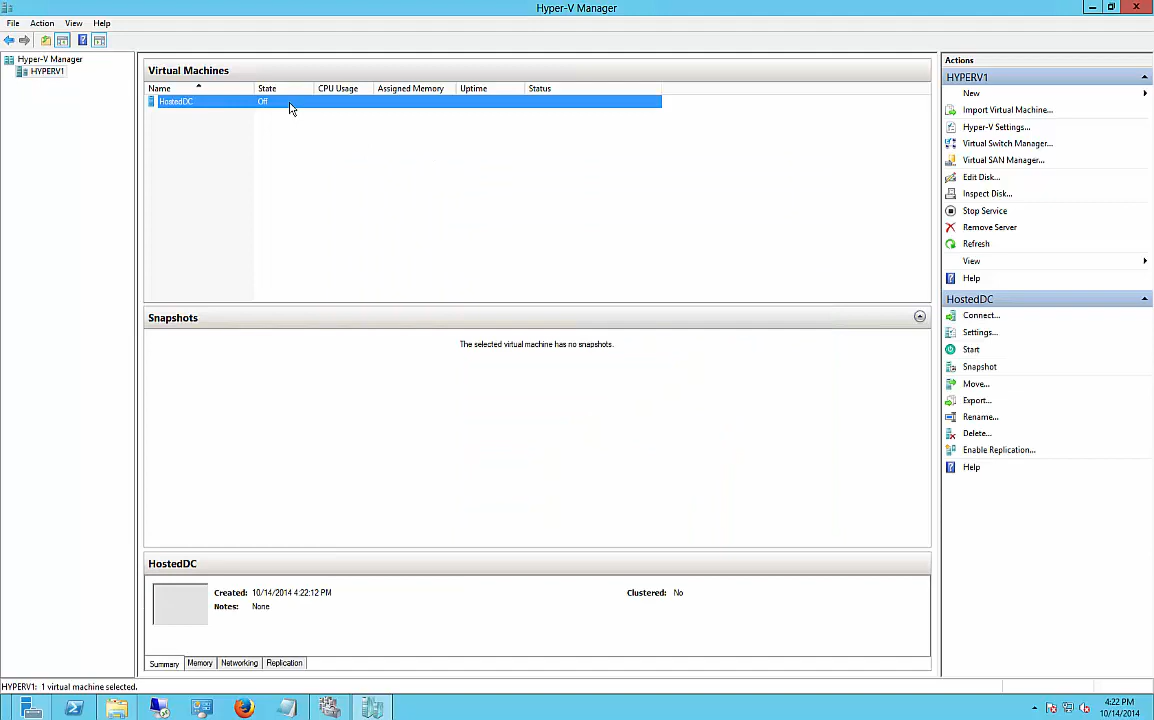 Hyper-V Manager
File Action View Help
Hyper-V Manager
HYPERV1
Virtual Machines
Name State CPU Usage Assigned Memory Uptime Status
HostedDC Off
Snapshots
The selected virtual machine has no snapshots.
HostedDC
Created: 10/14/2014 4:22:12 PM Clustered: No
Notes: None
Summary Memory Networking Replication
Actions
HYPERV1
New
Import Virtual Machine...
Hyper-V Settings...
Virtual Switch Manager...
Virtual SAN Manager...
Edit Disk...
Inspect Disk...
Stop Service
Remove Server
Refresh
View
Help
HostedDC
Connect...
Settings...
Start
Snapshot
Move...
Export...
Rename...
Delete...
Enable Replication...
Help
HYPERV1: 1 virtual machine selected.
4:22 PM
10/14/2014